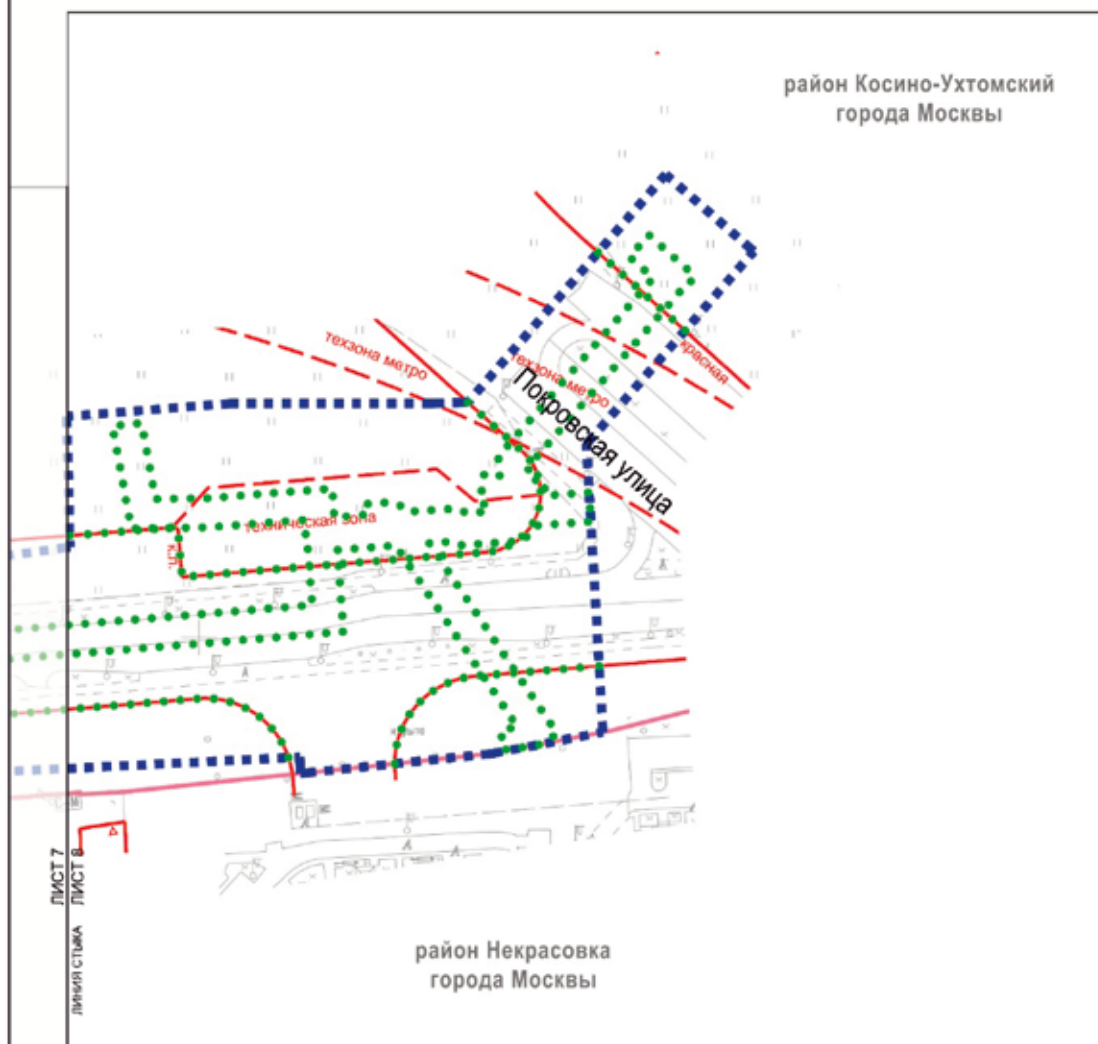 район Косино-Ухтомский
города Москвы
техзона метро
техзона метро
красная
Покровская улица
техническая зона
к.л.
ЛИСТ 7
ЛИСТ 8
ЛИНИЯ СТЫКА
район Некрасовка
города Москвы